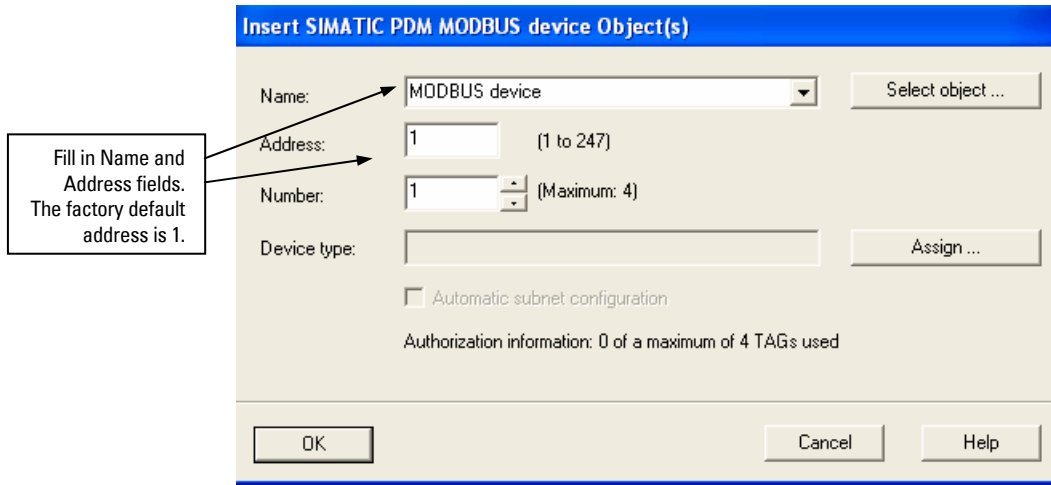 Insert SIMATIC PDM MODBUS device Object(s)
Name:
MODBUS device
Select object ...
Address:
1
(1 to 247)
Number:
1
(Maximum: 4)
Device type:
Assign ...
Automatic subnet configuration
Authorization information: 0 of a maximum of 4 TAGs used
OK
Cancel
Help
Fill in Name and
Address fields.
The factory default
address is 1.